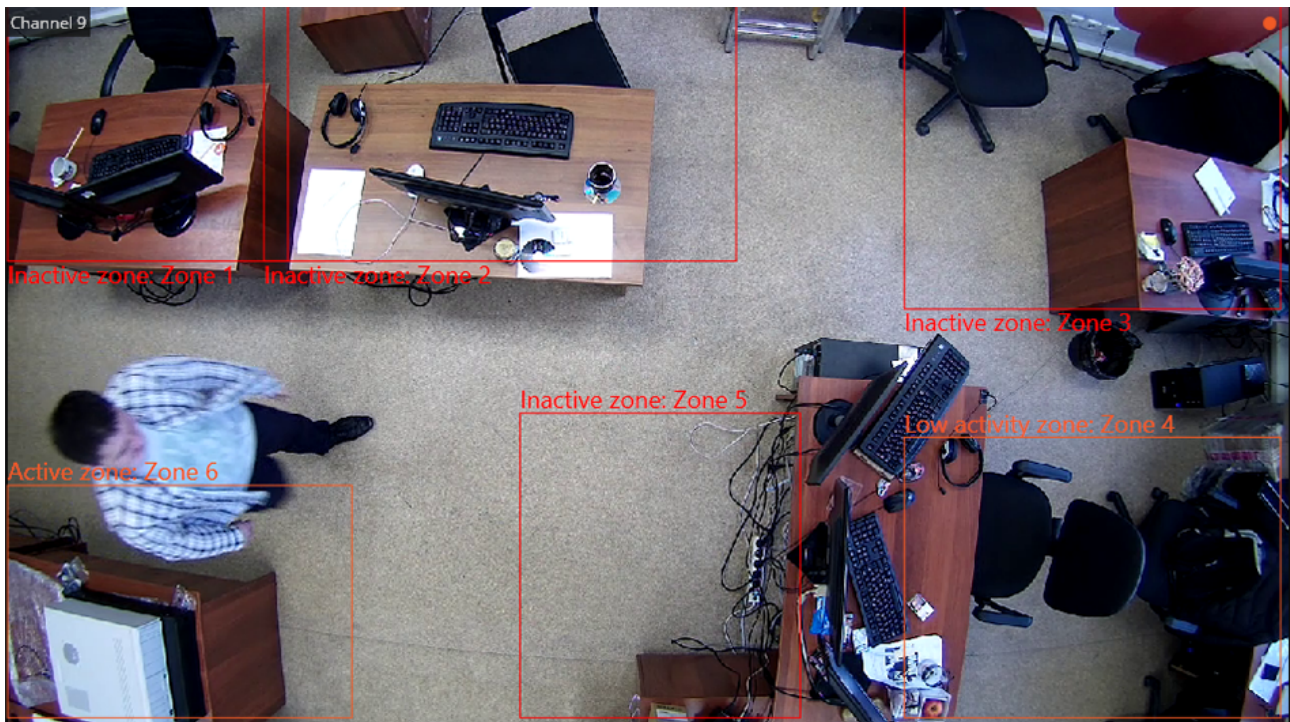 Channel 9
Inactive zone: Zone 1
Inactive zone: Zone 2
Inactive zone: Zone 3
Inactive zone: Zone 5
Low activity zone: Zone 4
Active zone: Zone 6